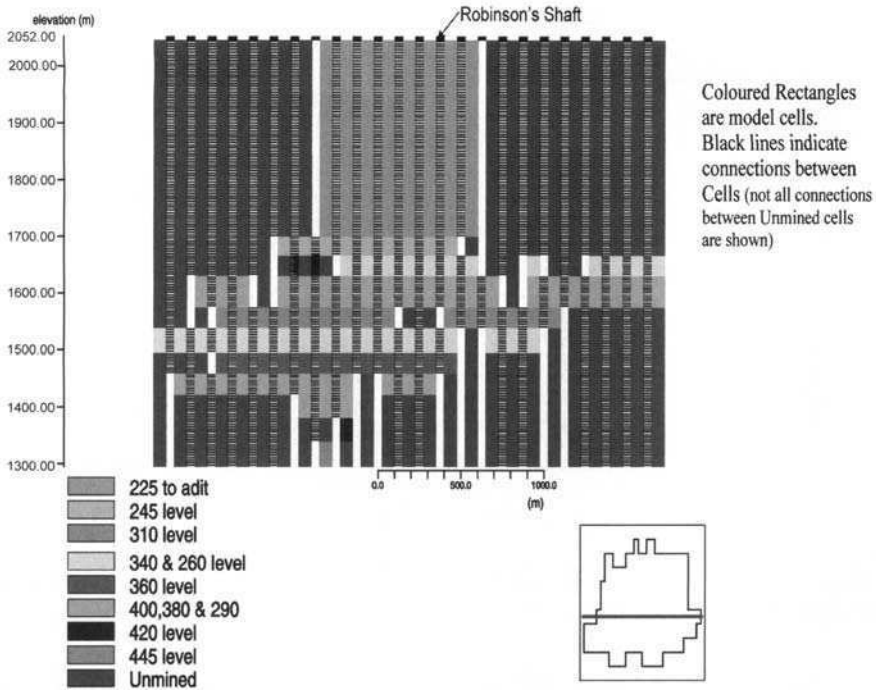 Robinson's Shaft
elevation (m)
2052.00
2000.00
1900.00
1800.00
1700.00
1600.00
1500.00
1400.00
1300.00
Coloured Rectangles
are model cells.
Black lines indicate
connections between
Cells (not all connections
between Unmined cells
are shown)
0.0 500.0 1000.0
(m)
225 to adit
245 level
310 level
340 & 260 level
360 level
400,380 & 290
420 level
445 level
Unmined